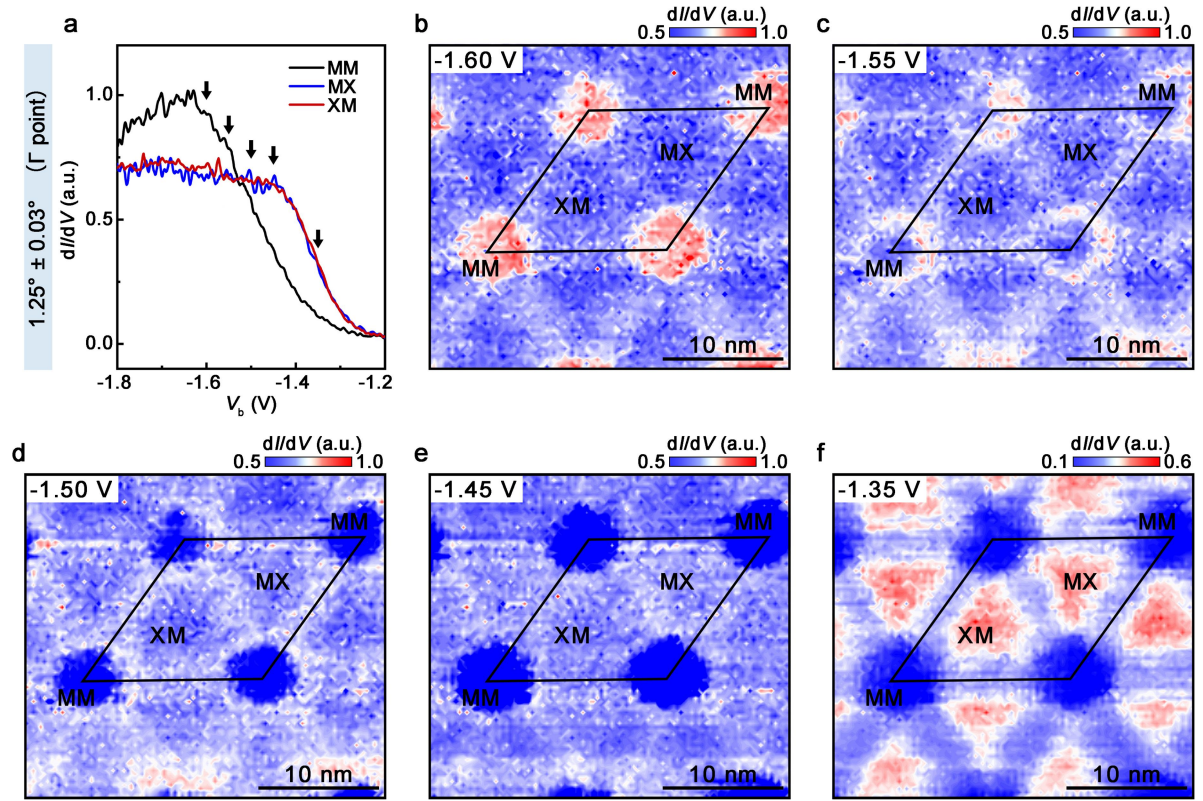 a
1.25° ± 0.03° (Γ point)
dI/dV (a.u.)
1.0
0.5
0.0
MM
MX
XM
-1.8
-1.6
-1.4
-1.2
Vb (V)
b
dI/dV (a.u.)
0.5
1.0
-1.60 V
MM
MX
XM
MM
10 nm
c
dI/dV (a.u.)
0.5
1.0
-1.55 V
MM
MX
XM
MM
10 nm
d
dI/dV (a.u.)
0.5
1.0
-1.50 V
MM
MX
XM
MM
10 nm
e
dI/dV (a.u.)
0.5
1.0
-1.45 V
MM
MX
XM
MM
10 nm
f
dI/dV (a.u.)
0.1
0.6
-1.35 V
MM
MX
XM
MM
10 nm